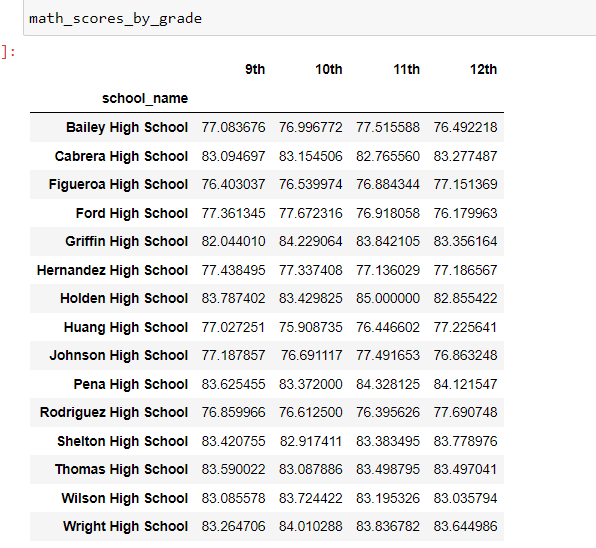 math_scores_by_grade
]:
9th 10th 11th 12th
school_name
Bailey High School 77.083676 76.996772 77.515588 76.492218
Cabrera High School 83.094697 83.154506 82.765560 83.277487
Figueroa High School 76.403037 76.539974 76.884344 77.151369
Ford High School 77.361345 77.672316 76.918058 76.179963
Griffin High School 82.044010 84.229064 83.842105 83.356164
Hernandez High School 77.438495 77.337408 77.136029 77.186567
Holden High School 83.787402 83.429825 85.000000 82.855422
Huang High School 77.027251 75.908735 76.446602 77.225641
Johnson High School 77.187857 76.691117 77.491653 76.863248
Pena High School 83.625455 83.372000 84.328125 84.121547
Rodriguez High School 76.859966 76.612500 76.395626 77.690748
Shelton High School 83.420755 82.917411 83.383495 83.778976
Thomas High School 83.590022 83.087886 83.498795 83.497041
Wilson High School 83.085578 83.724422 83.195326 83.035794
Wright High School 83.264706 84.010288 83.836782 83.644986